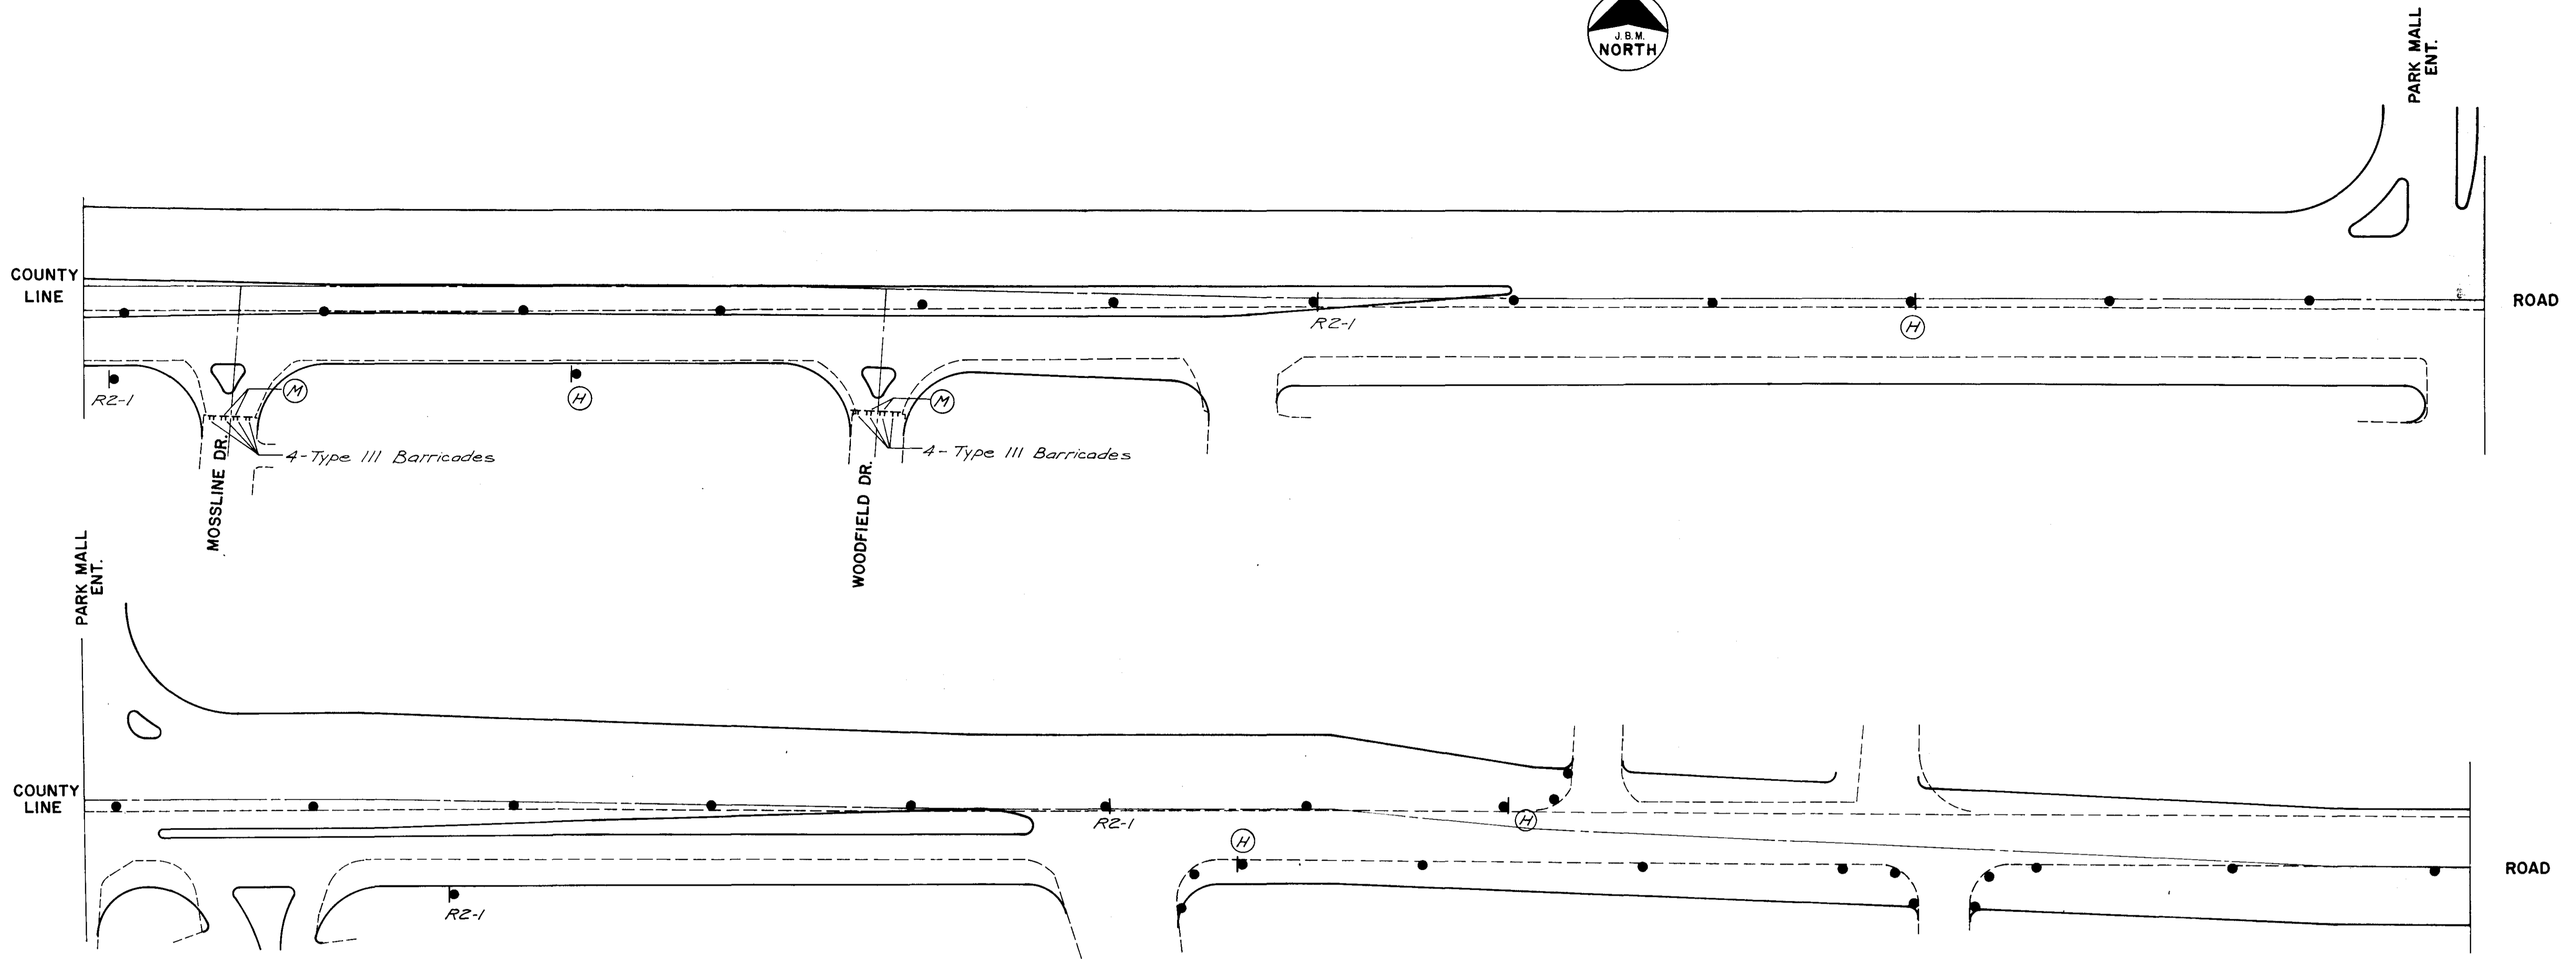 J.B.M.
NORTH
PARK MALL
ENT.
COUNTY
LINE
ROAD
R2-1
H
R2-1
M
H
M
4-Type III Barricades
4-Type III Barricades
MOSSLINE DR.
WOODFIELD DR.
PARK MALL
ENT.
COUNTY
LINE
R2-1
H
H
ROAD
R2-1